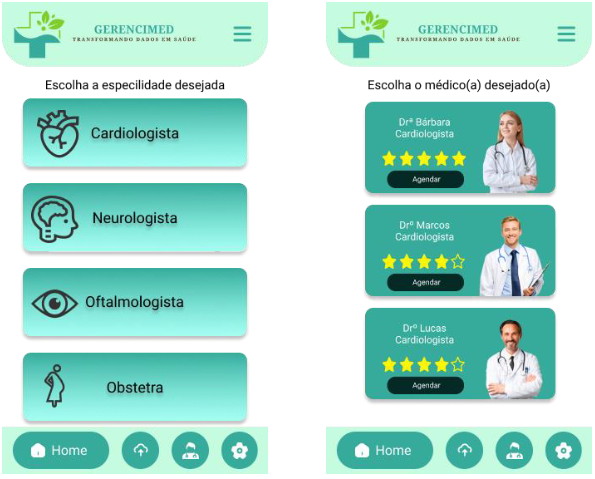 GERENCIMED
TRANSFORMANDO DADOS EM SAÚDE
Escolha a especilidade desejada
Cardiologista
Neurologista
Oftalmologista
Obstetra
Home
GERENCIMED
TRANSFORMANDO DADOS EM SAÚDE
Escolha o médico(a) desejado(a)
Drª Bárbara
Cardiologista
Agendar
Drº Marcos
Cardiologista
Agendar
Drº Lucas
Cardiologista
Agendar
Home